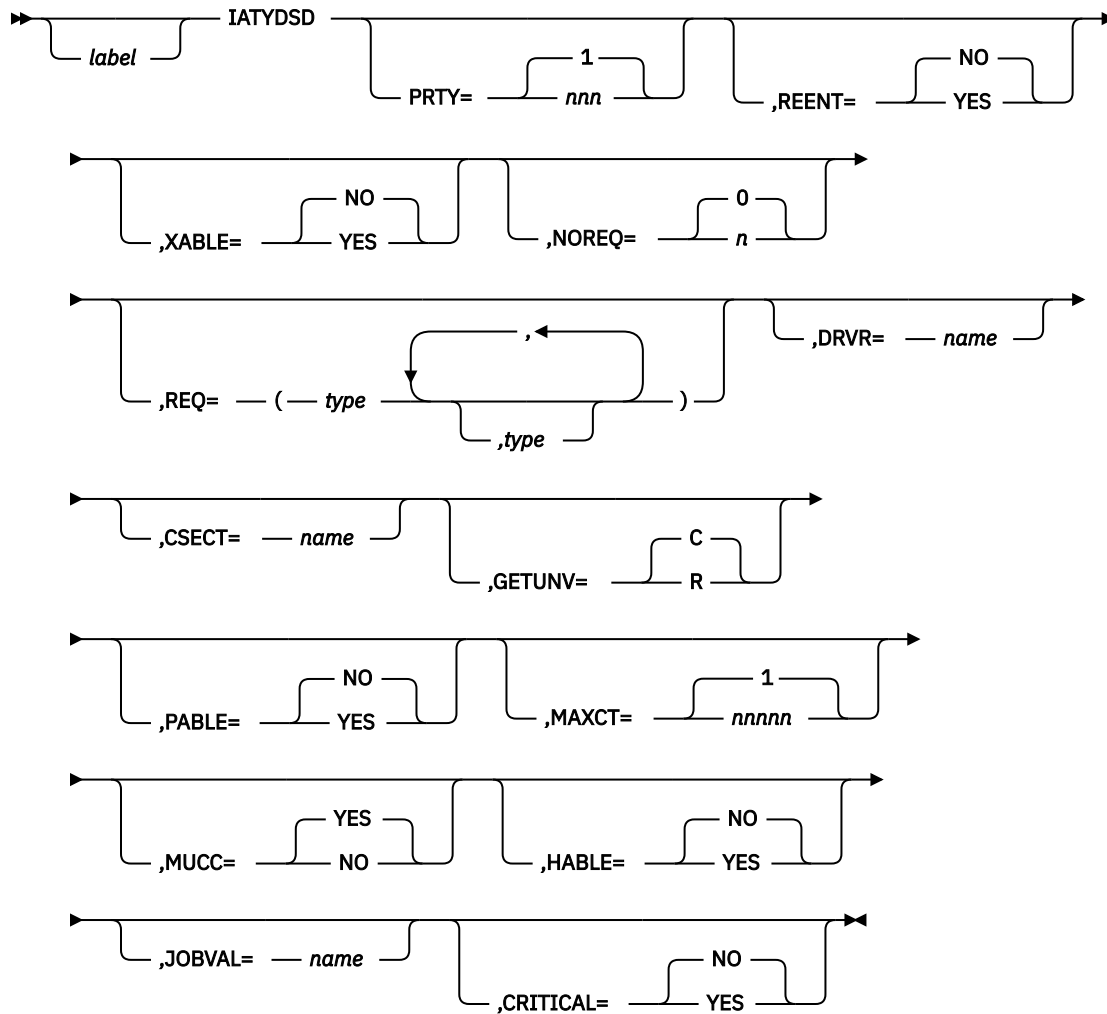 IATYDSD
label
PRTY= 1 nnn
,REENT= NO YES
,XABLE= NO YES
,NOREQ= 0 n
,REQ= ( type , ,type )
,DRVR= name
,CSECT= name
,GETUNV= C R
,PABLE= NO YES
,MAXCT= 1 nnnnn
,MUCC= YES NO
,HABLE= NO YES
,JOBVAL= name
,CRITICAL= NO YES